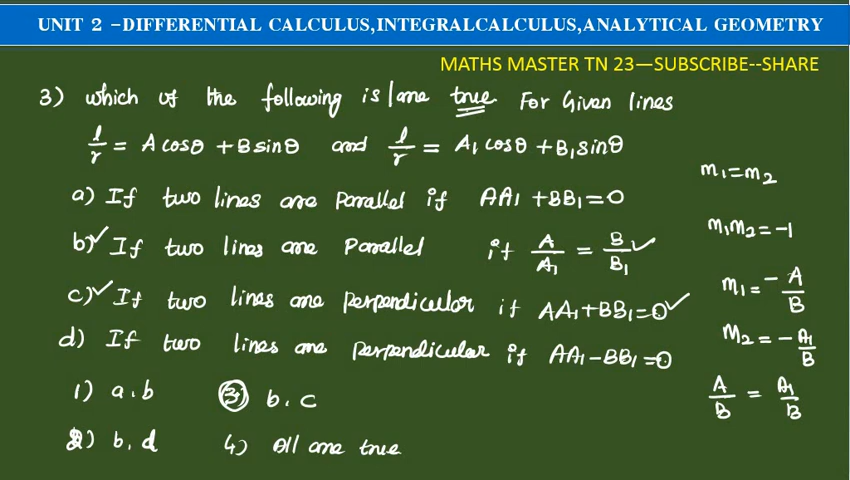 UNIT 2 –DIFFERENTIAL CALCULUS,INTEGRALCALCULUS,ANALYTICAL GEOMETRY
MATHS MASTER TN 23—SUBSCRIBE--SHARE
3) which of the following is/are true For Given lines
l/r = A cosθ + B sinθ and l/r = A₁ cosθ + B₁ sinθ
a) If two lines are parallel if AA₁ + BB₁ = 0
b) ✓ If two lines are parallel if A/A₁ = B/B₁ ✓
c) ✓ If two lines are perpendiculor if AA₁ + BB₁ = 0 ✓
d) If two lines are perpendiculor if AA₁ – BB₁ = 0
1) a.b
3) b.c
2) b.d
4) All are true
m₁ = m₂
m₁m₂ = -1
m₁ = -A/B
M₂ = -A₁/B
A/B = A₁/B